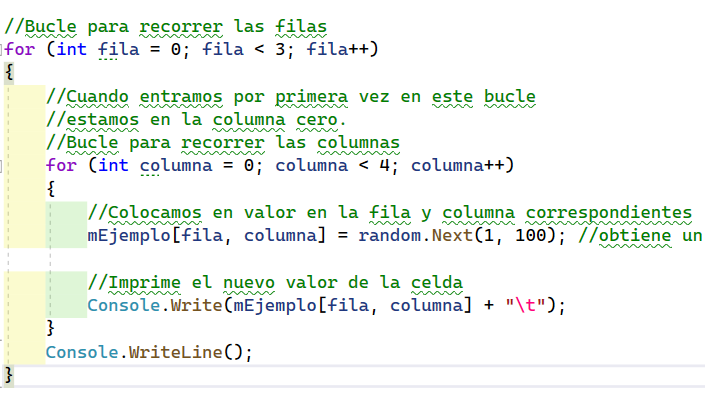 //Bucle para recorrer las filas
for (int fila = 0; fila < 3; fila++)
{
//Cuando entramos por primera vez en este bucle
//estamos en la columna cero.
//Bucle para recorrer las columnas
for (int columna = 0; columna < 4; columna++)
{
//Colocamos en valor en la fila y columna correspondientes
mEjemplo[fila, columna] = random.Next(1, 100); //obtiene un
//Imprime el nuevo valor de la celda
Console.Write(mEjemplo[fila, columna] + "\t");
}
Console.WriteLine();
}